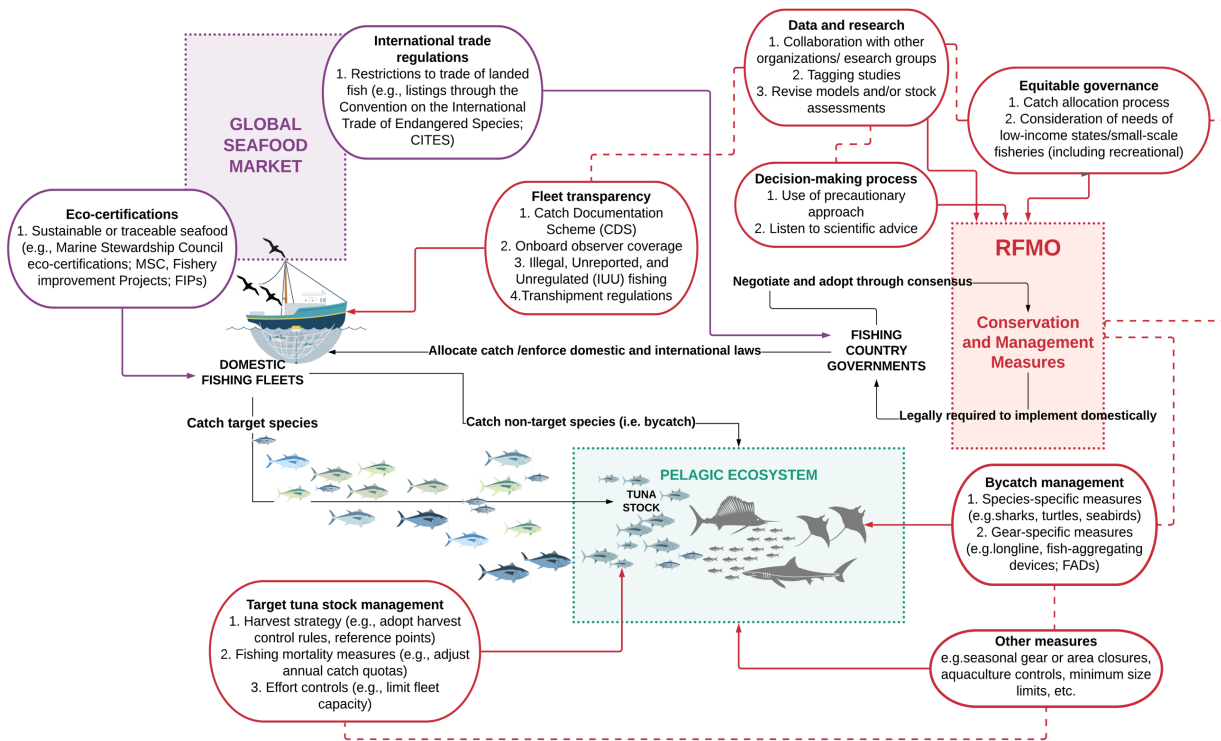 International trade
regulations
1. Restrictions to trade of landed
fish (e.g., listings through the
Convention on the International
Trade of Endangered Species;
CITES)
GLOBAL
SEAFOOD
MARKET
Eco-certifications
1. Sustainable or traceable seafood
(e.g., Marine Stewardship Council
eco-certifications; MSC, Fishery
improvement Projects; FIPs)
Data and research
1. Collaboration with other
organizations/ esearch groups
2. Tagging studies
3. Revise models and/or stock
assessments
Equitable governance
1. Catch allocation process
2. Consideration of needs of
low-income states/small-scale
fisheries (including recreational)
Decision-making process
1. Use of precautionary
approach
2. Listen to scientific advice
Fleet transparency
1. Catch Documentation
Scheme (CDS)
2. Onboard observer coverage
3. Illegal, Unreported, and
Unregulated (IUU) fishing
4.Transhipment regulations
RFMO
Negotiate and adopt through consensus
Conservation
and Management
Measures
FISHING
COUNTRY
GOVERNMENTS
Allocate catch /enforce domestic and international laws
DOMESTIC
FISHING FLEETS
Legally required to implement domestically
Catch target species
Catch non-target species (i.e. bycatch)
PELAGIC ECOSYSTEM
TUNA
STOCK
Bycatch management
1. Species-specific measures
(e.g.sharks, turtles, seabirds)
2. Gear-specific measures
(e.g.longline, fish-aggregating
devices; FADs)
Target tuna stock management
1. Harvest strategy (e.g., adopt harvest
control rules, reference points)
2. Fishing mortality measures (e.g., adjust
annual catch quotas)
3. Effort controls (e.g., limit fleet
capacity)
Other measures
e.g.seasonal gear or area closures,
aquaculture controls, minimum size
limits, etc.